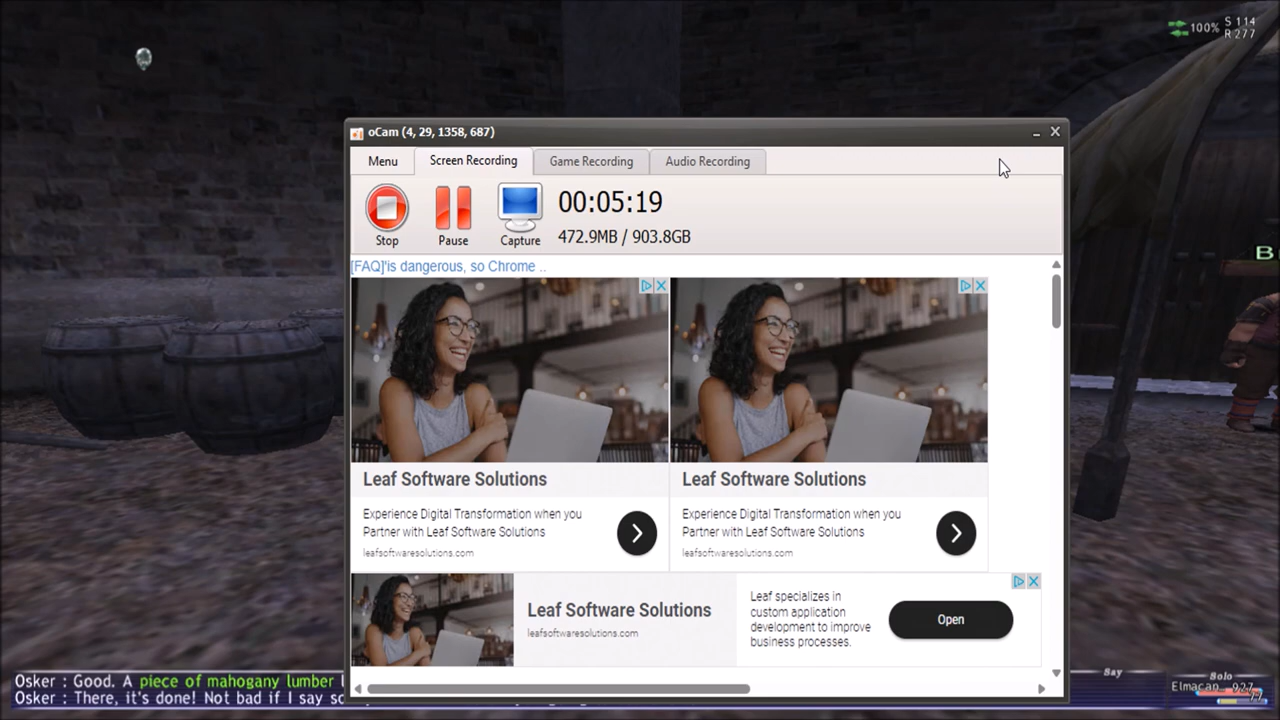 100% S 114
R 277
oCam (4, 29, 1358, 687)
Menu
Screen Recording
Game Recording
Audio Recording
00:05:19
472.9MB / 903.8GB
Stop
Pause
Capture
[FAQ]'is dangerous, so Chrome ..
B
Leaf Software Solutions
Experience Digital Transformation when you
Partner with Leaf Software Solutions
leafsoftwaresolutions.com
Leaf Software Solutions
Experience Digital Transformation when you
Partner with Leaf Software Solutions
leafsoftwaresolutions.com
Leaf Software Solutions
leafsoftwaresolutions.com
Leaf specializes in
custom application
development to improve
business processes.
Open
Osker : Good. A piece of mahogany lumber
Osker : There, it's done! Not bad if I say so
Say
Solo
Elmacap 927